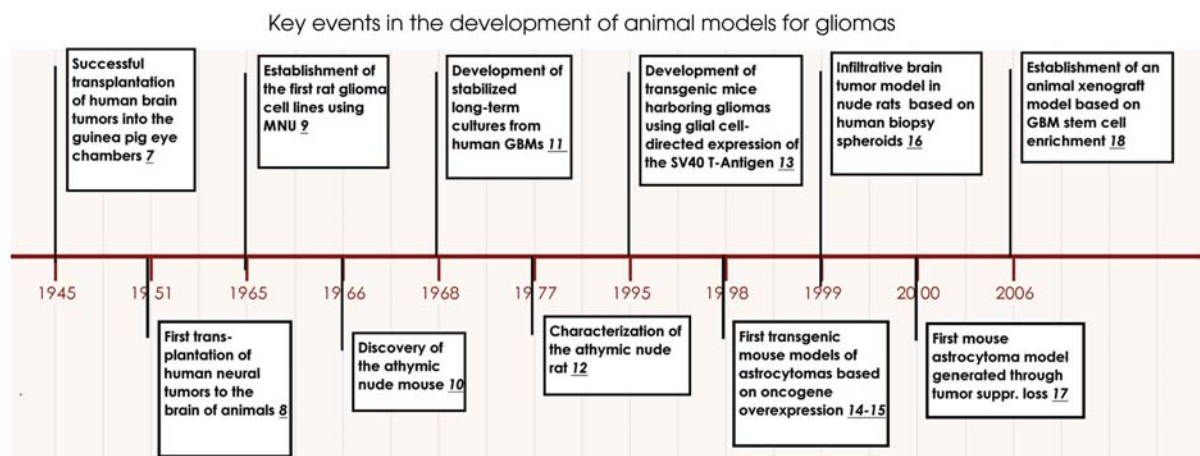 Key events in the development of animal models for gliomas
Successful
transplantation
of human brain
tumors into the
guinea pig eye
chambers 7
Establishment of
the first rat glioma
cell lines using
MNU 9
Development of
stabilized
long-term
cultures from
human GBMs 11
Development of
transgenic mice
harboring gliomas
using glial cell-
directed expression of
the SV40 T-Antigen 13
Infiltrative brain
tumor model in
nude rats based on
human biopsy
spheroids 16
Establishment of an
animal xenograft
model based on
GBM stem cell
enrichment 18
1945 1951 1965 1966 1968 1977 1995 1998 1999 2000 2006
First trans-
plantation of
human neural
tumors to the
brain of animals 8
Discovery of
the athymic
nude mouse 10
Characterization of
the athymic nude
rat 12
First transgenic
mouse models of
astrocytomas based
on oncogene
overexpression 14-15
First mouse
astrocytoma model
generated through
tumor suppr. loss 17